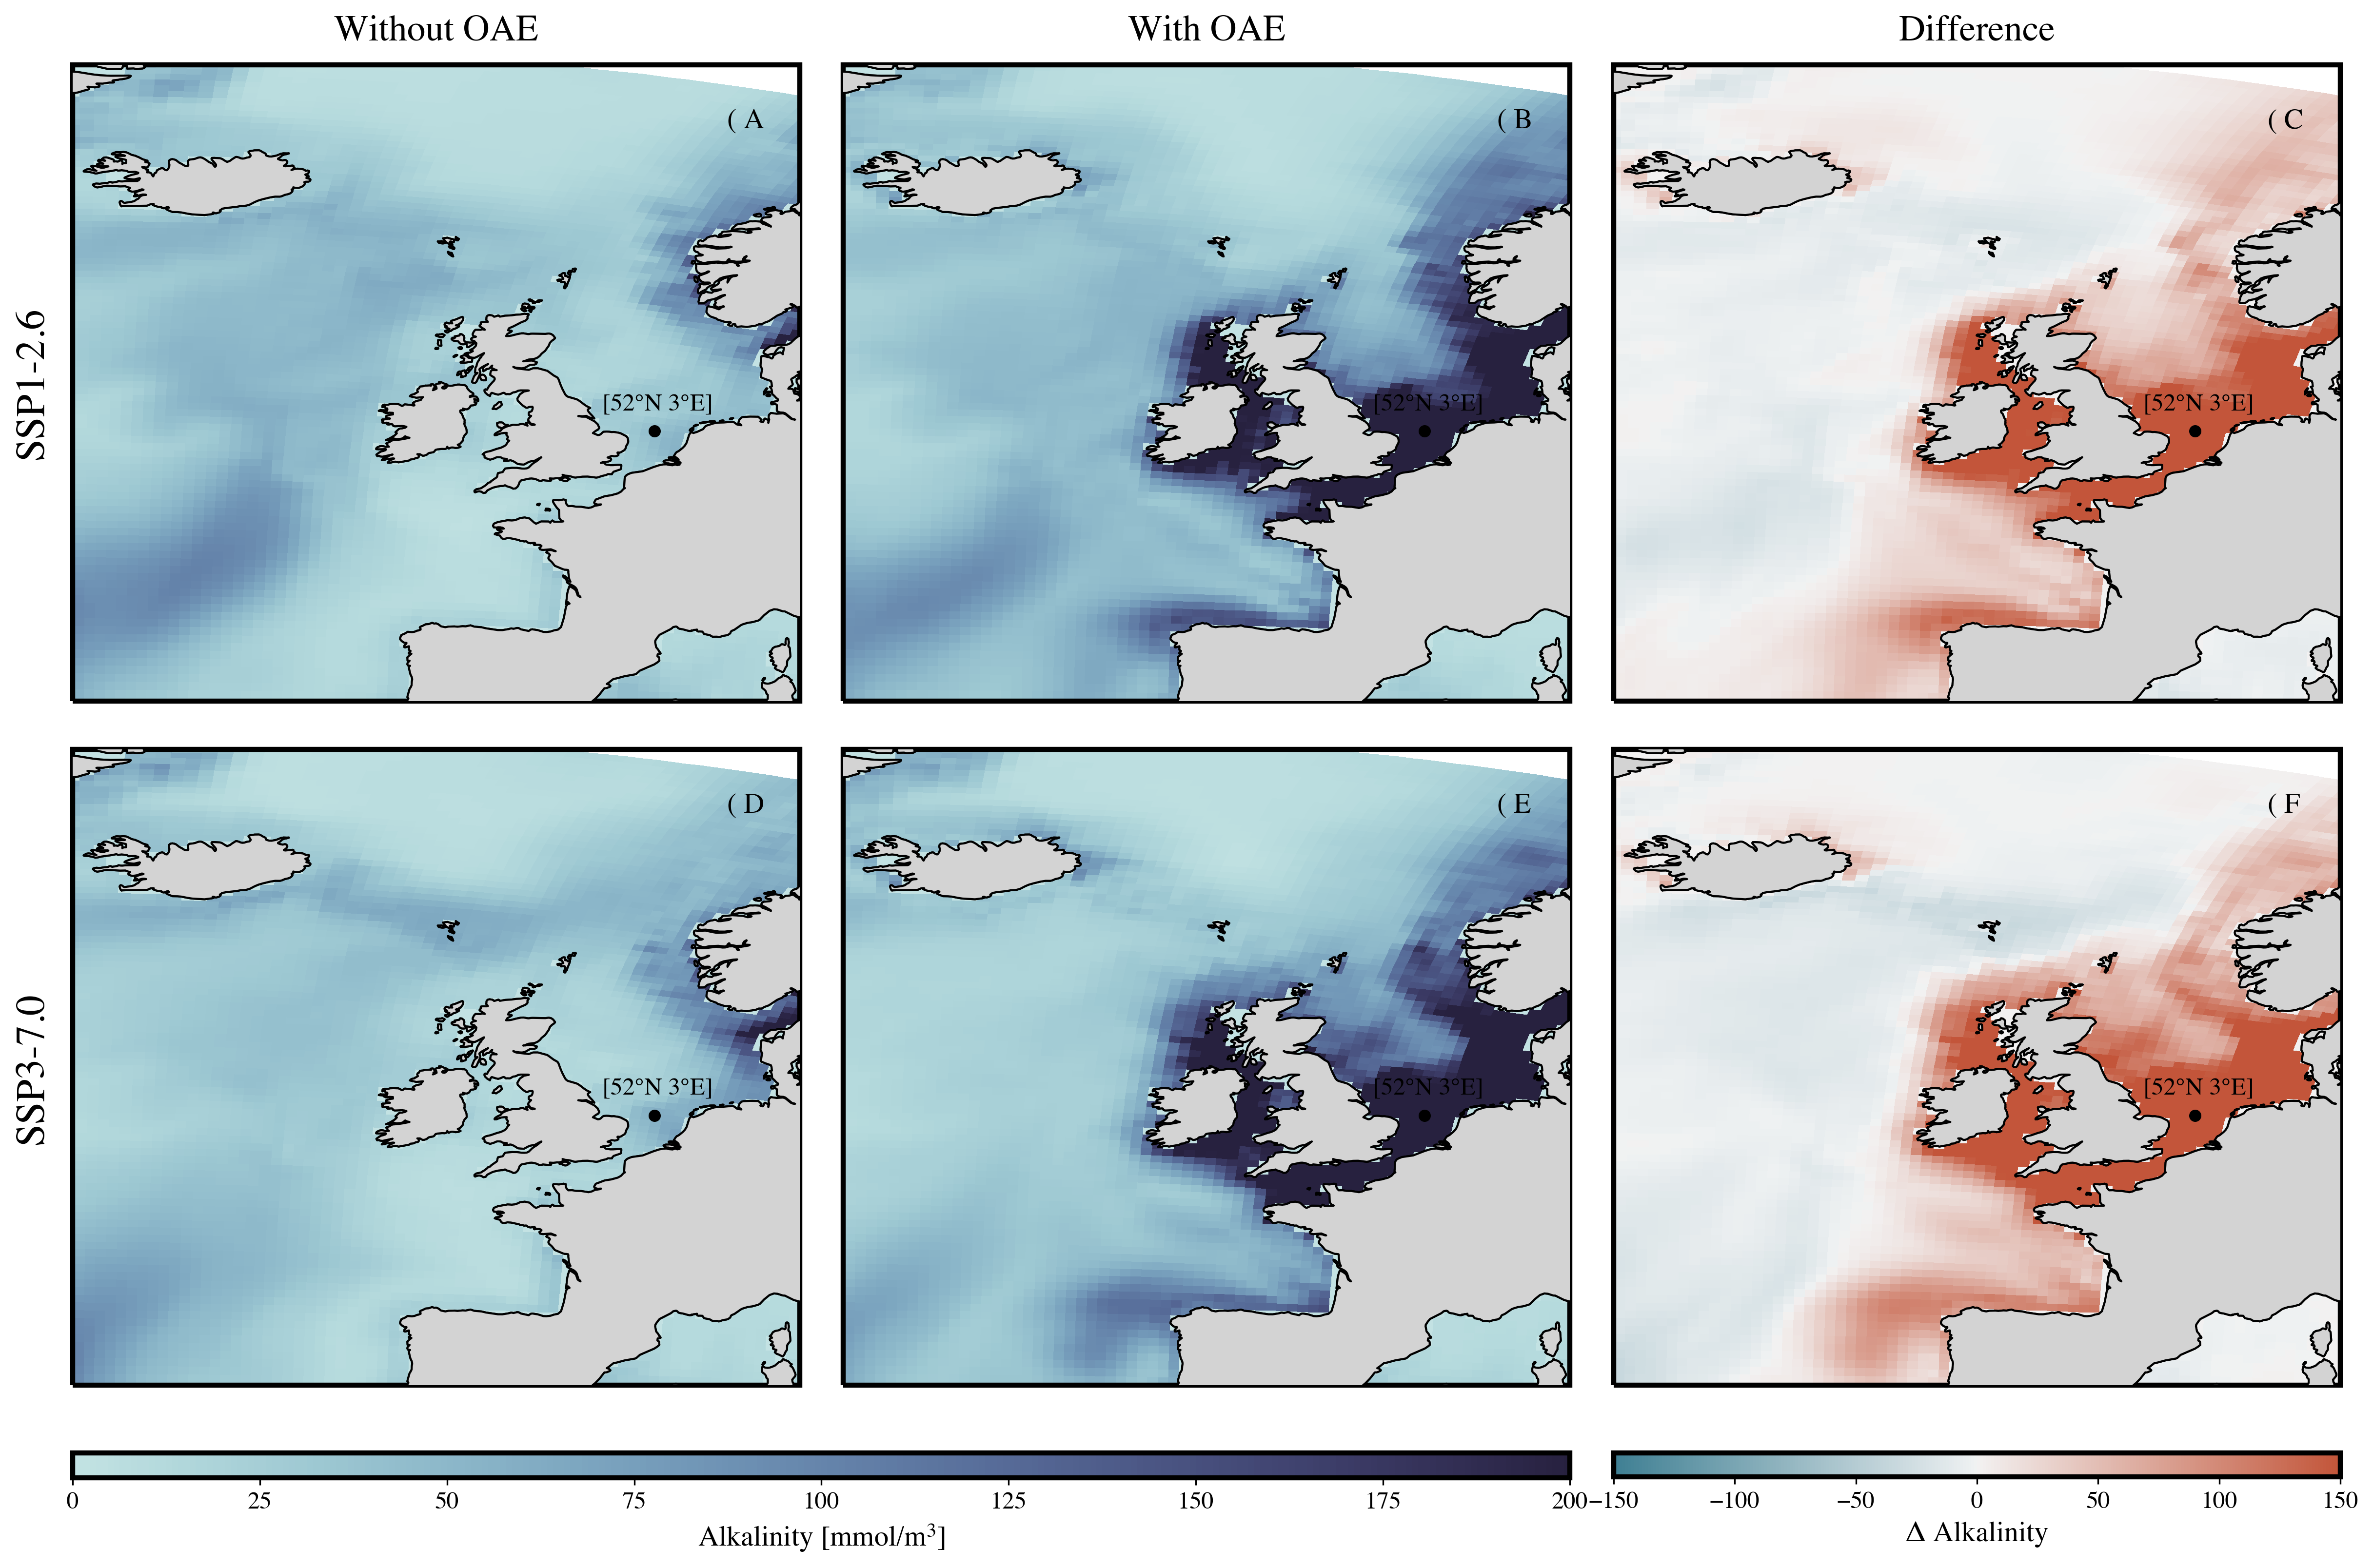 Without OAE
With OAE
Difference
SSP1-2.6
( A
( B
( C
[52°N 3°E]
[52°N 3°E]
[52°N 3°E]
SSP3-7.0
( D
( E
( F
[52°N 3°E]
[52°N 3°E]
[52°N 3°E]
0 25 50 75 100 125 150 175 200
Alkalinity [mmol/m³]
−150 −100 −50 0 50 100 150
Δ Alkalinity